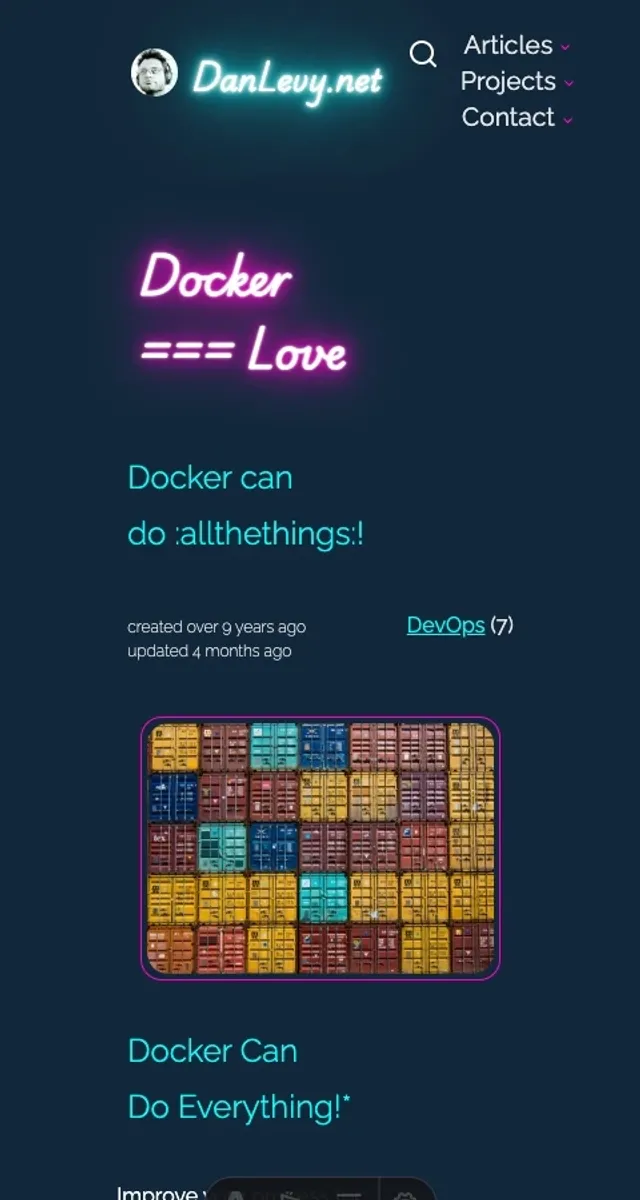 DanLevy.net
Articles
Projects
Contact
Docker
=== Love
Docker can
do :allthethings:!
created over 9 years ago
updated 4 months ago
DevOps (7)
Docker Can
Do Everything!*
Improve